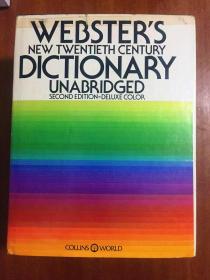 WEBSTER'S
NEW TWENTIETH CENTURY
DICTIONARY
UNABRIDGED
SECOND EDITION-DELUXE COLOR
COLLINS WORLD